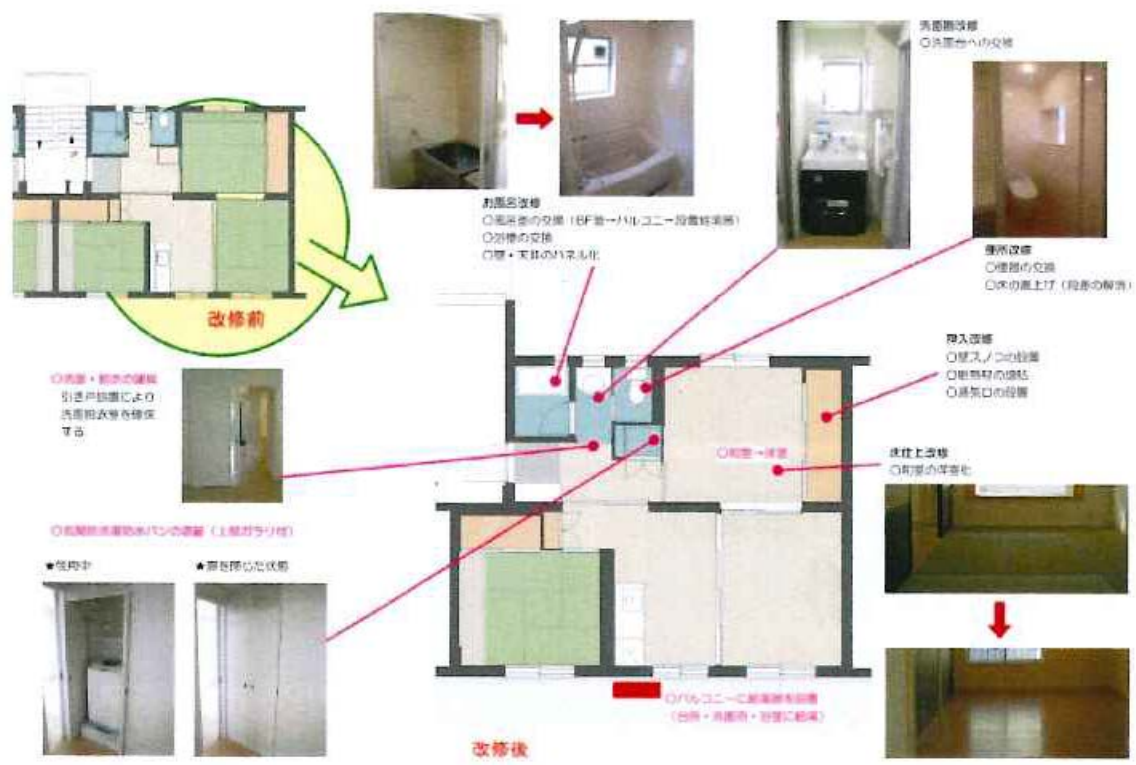 洗面所改修
○洗面台への交換
お風呂改修
○風呂釜の交換（BF釜→バルコニー設置給湯器）
○浴槽の交換
○壁・天井のパネル化
便所改修
○便器の交換
○床の嵩上げ（段差の解消）
改修前
押入改修
○壁スノコの設置
○断熱材の増貼
○通気口の設置
引き戸設置により
洗面脱衣室を確保
する
○和室→洋室
床仕上改修
○和室の洋室化
○玄関脇洗濯防水パンの設置（上部ガラリ付）
★使用中
★扉を閉じた状態
○バルコニーに給湯器を設置
（台所・洗面所・浴室に給湯）
改修後